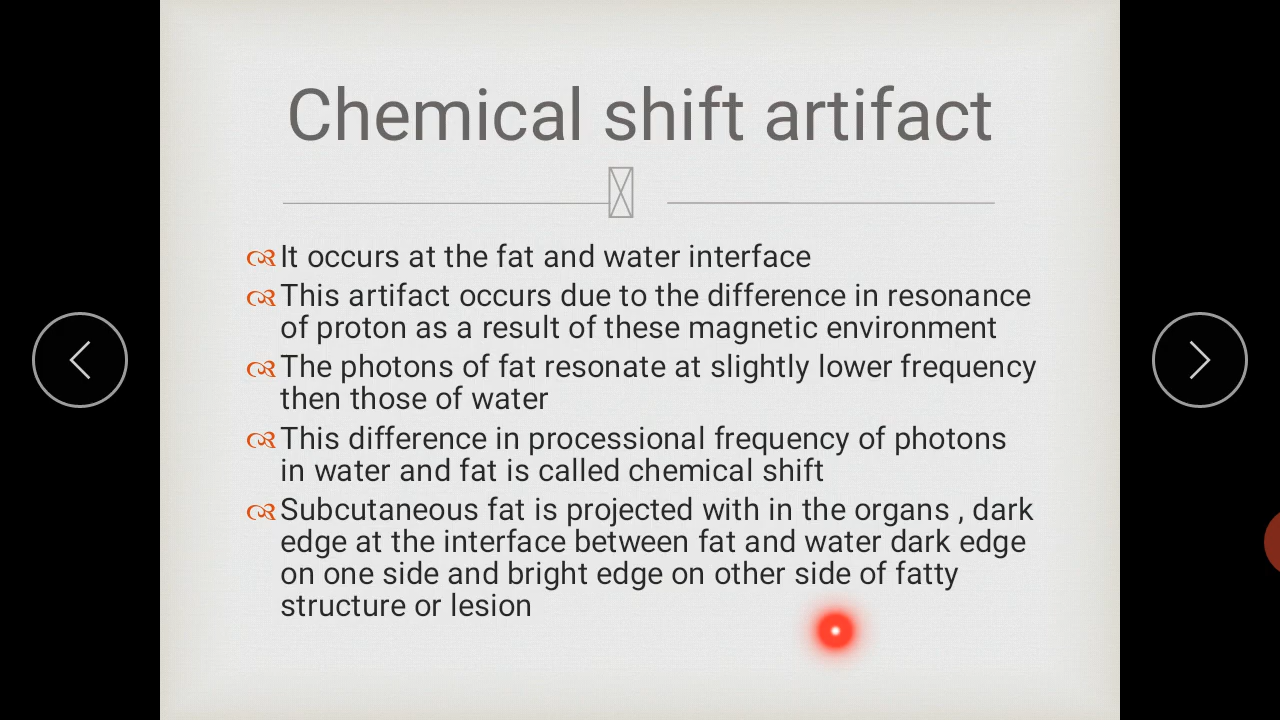 Chemical shift artifact
It occurs at the fat and water interface
This artifact occurs due to the difference in resonance
of proton as a result of these magnetic environment
The photons of fat resonate at slightly lower frequency
then those of water
This difference in processional frequency of photons
in water and fat is called chemical shift
Subcutaneous fat is projected with in the organs , dark
edge at the interface between fat and water dark edge
on one side and bright edge on other side of fatty
structure or lesion